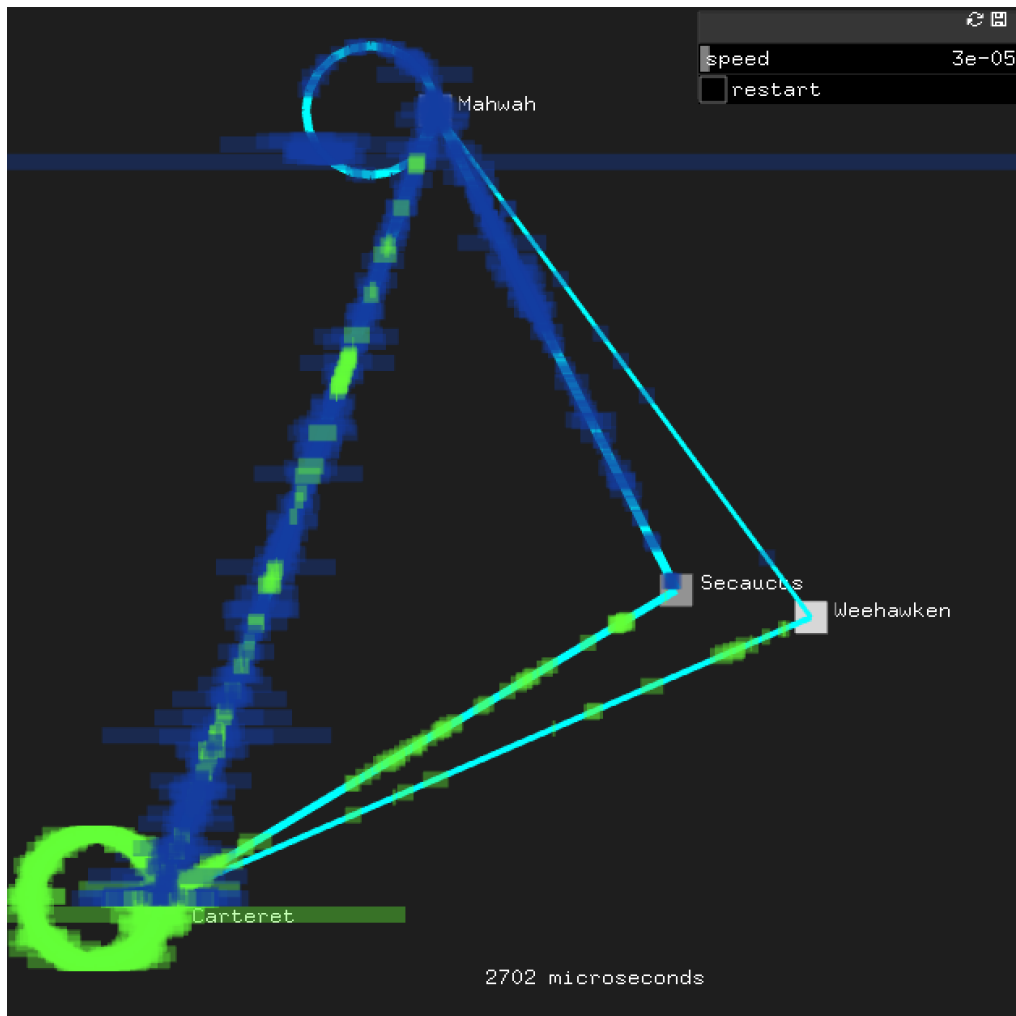 speed 3e-05
restart
Mahwah
Secaucus
Weehawken
Carteret
2702 microseconds